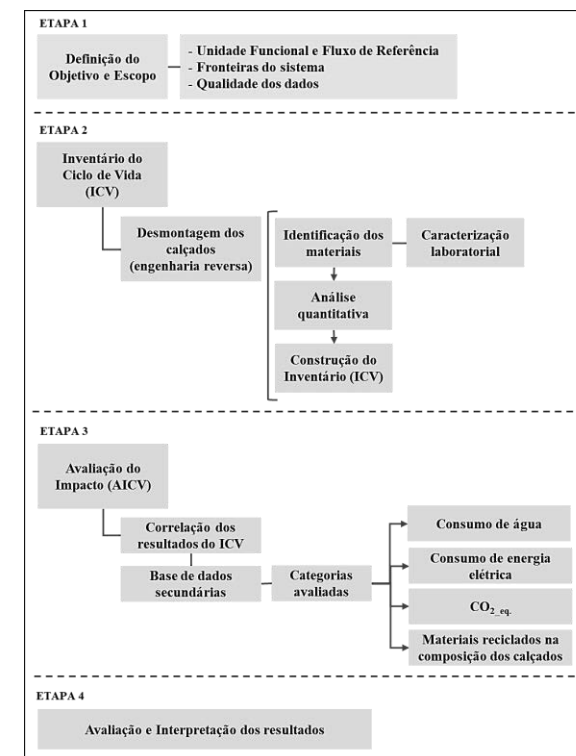 ETAPA 1
Definição do
Objetivo e Escopo
- Unidade Funcional e Fluxo de Referência
- Fronteiras do sistema
- Qualidade dos dados
ETAPA 2
Inventário do
Ciclo de Vida
(ICV)
Desmontagem dos
calçados
(engenharia reversa)
Identificação dos
materiais
Caracterização
laboratorial
Análise
quantitativa
Construção do
Inventário (ICV)
ETAPA 3
Avaliação do
Impacto (AICV)
Correlação dos
resultados do ICV
Base de dados
secundárias
Categorias
avaliadas
Consumo de água
Consumo de energia
elétrica
CO2_eq.
Materiais reciclados na
composição dos calçados
ETAPA 4
Avaliação e Interpretação dos resultados